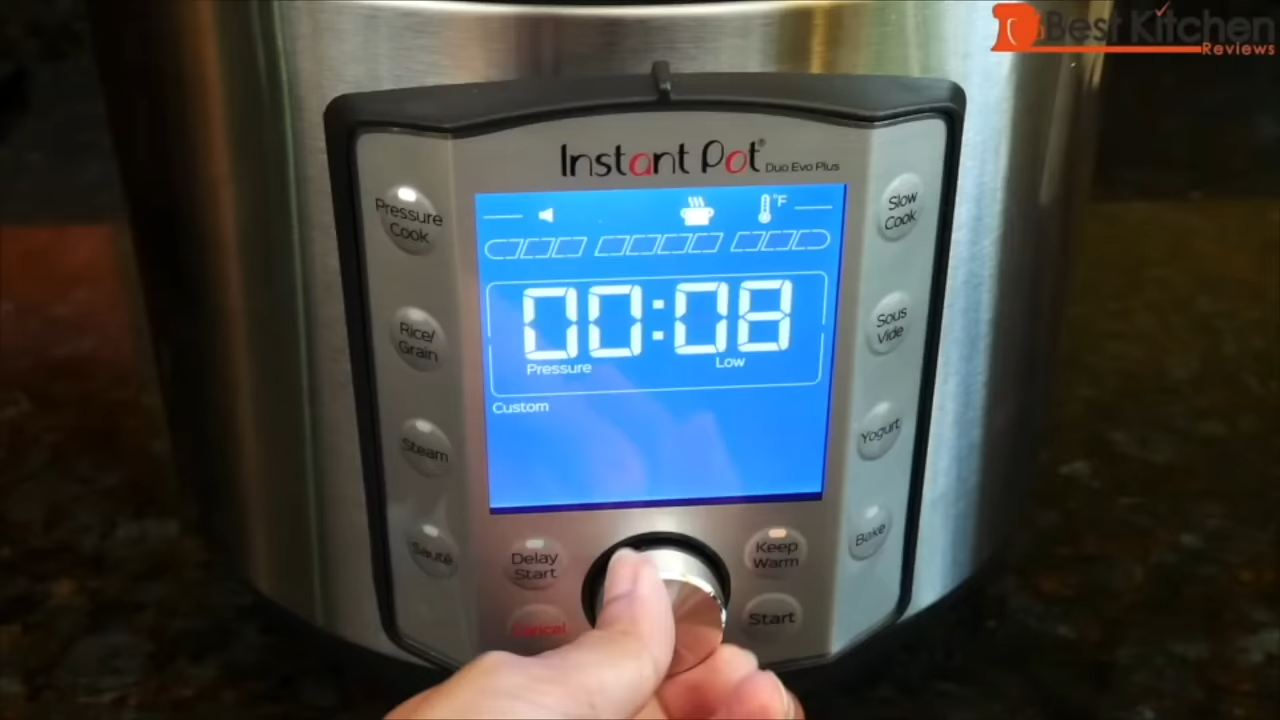 Best Kitchen
Reviews
Instant Pot® Duo Evo Plus
°F
00:08
Pressure Low
Custom
Pressure
Cook
Rice/
Grain
Steam
Sauté
Slow
Cook
Sous
Vide
Yogurt
Bake
Delay
Start
Cancel
Keep
Warm
Start